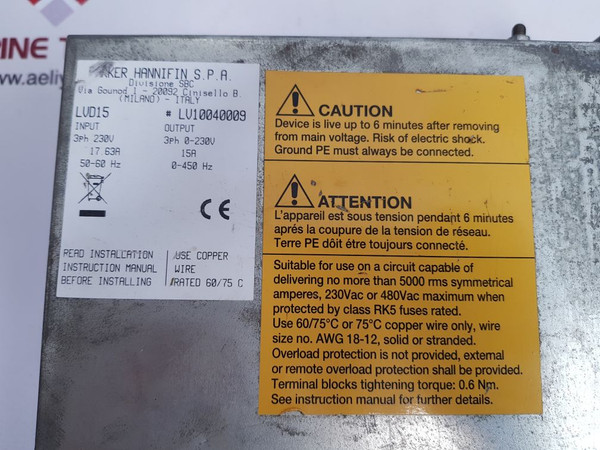 RINE T
www.aeliy
KER HANNIFIN S.P.A.
Divisione SBC
Via Gounod 1 - 20092 Cinisello B.
(MILANO) - ITALY
LVD15 # LV10040009
INPUT OUTPUT
3ph 230V 3ph 0-230V
17.63A 15A
50-60 Hz 0-450 Hz
CE
READ INSTALLATION
INSTRUCTION MANUAL
BEFORE INSTALLING
USE COPPER
WIRE
RATED 60/75 C
CAUTION
Device is live up to 6 minutes after removing
from main voltage. Risk of electric shock.
Ground PE must always be connected.
ATTENTION
L'appareil est sous tension pendant 6 minutes
aprés la coupure de la tension de réseau.
Terre PE dôit être toujours connecté.
Suitable for use on a circuit capable of
delivering no more than 5000 rms symmetrical
amperes, 230Vac or 480Vac maximum when
protected by class RK5 fuses rated.
Use 60/75°C or 75°C copper wire only, wire
size no. AWG 18-12, solid or stranded.
Overload protection is not provided, external
or remote overload protection shall be provided.
Terminal blocks tightening torque: 0.6 Nm.
See instruction manual for further details.